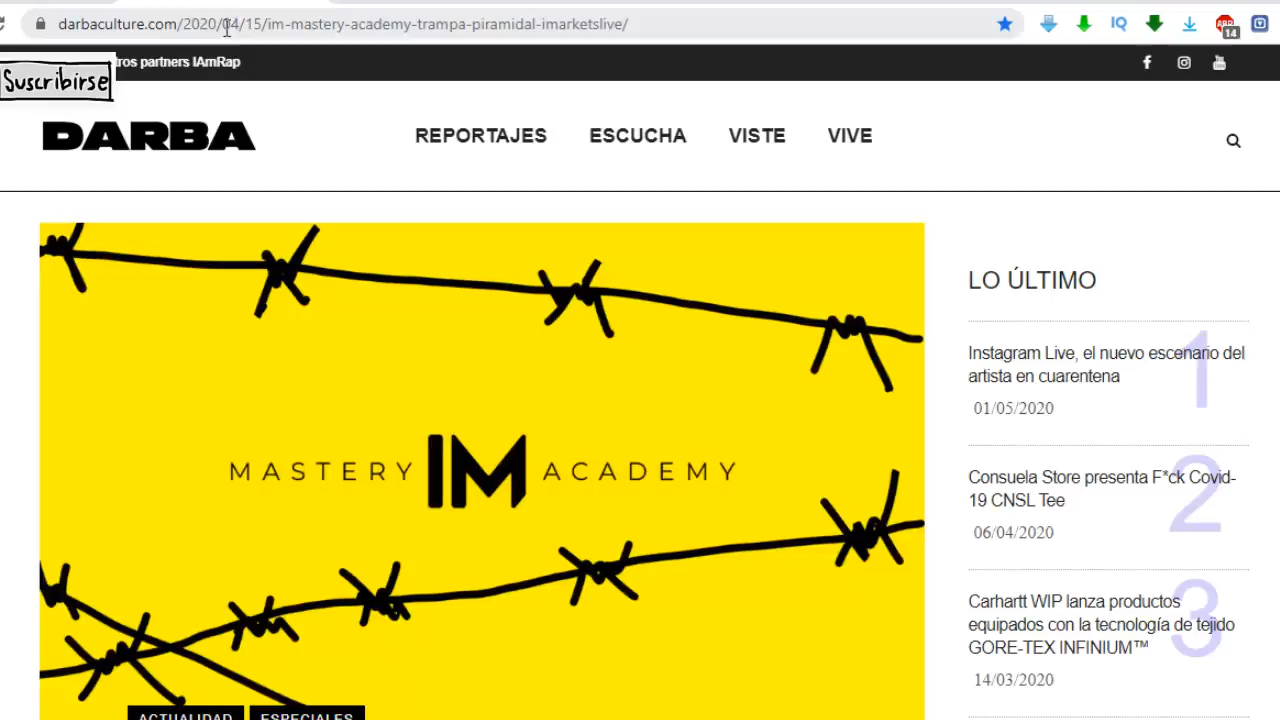 darbaculture.com/2020/04/15/im-mastery-academy-trampa-piramidal-imarketslive/
IQ
ABP
14
Suscribirse
tros partners IAmRap
DARBA
REPORTAJES
ESCUCHA
VISTE
VIVE
MASTERY IM ACADEMY
ACTUALIDAD
ESPECIALES
LO ÚLTIMO
Instagram Live, el nuevo escenario del
artista en cuarentena
1
01/05/2020
Consuela Store presenta F*ck Covid-
19 CNSL Tee
2
06/04/2020
Carhartt WIP lanza productos
equipados con la tecnología de tejido
GORE-TEX INFINIUM™
3
14/03/2020